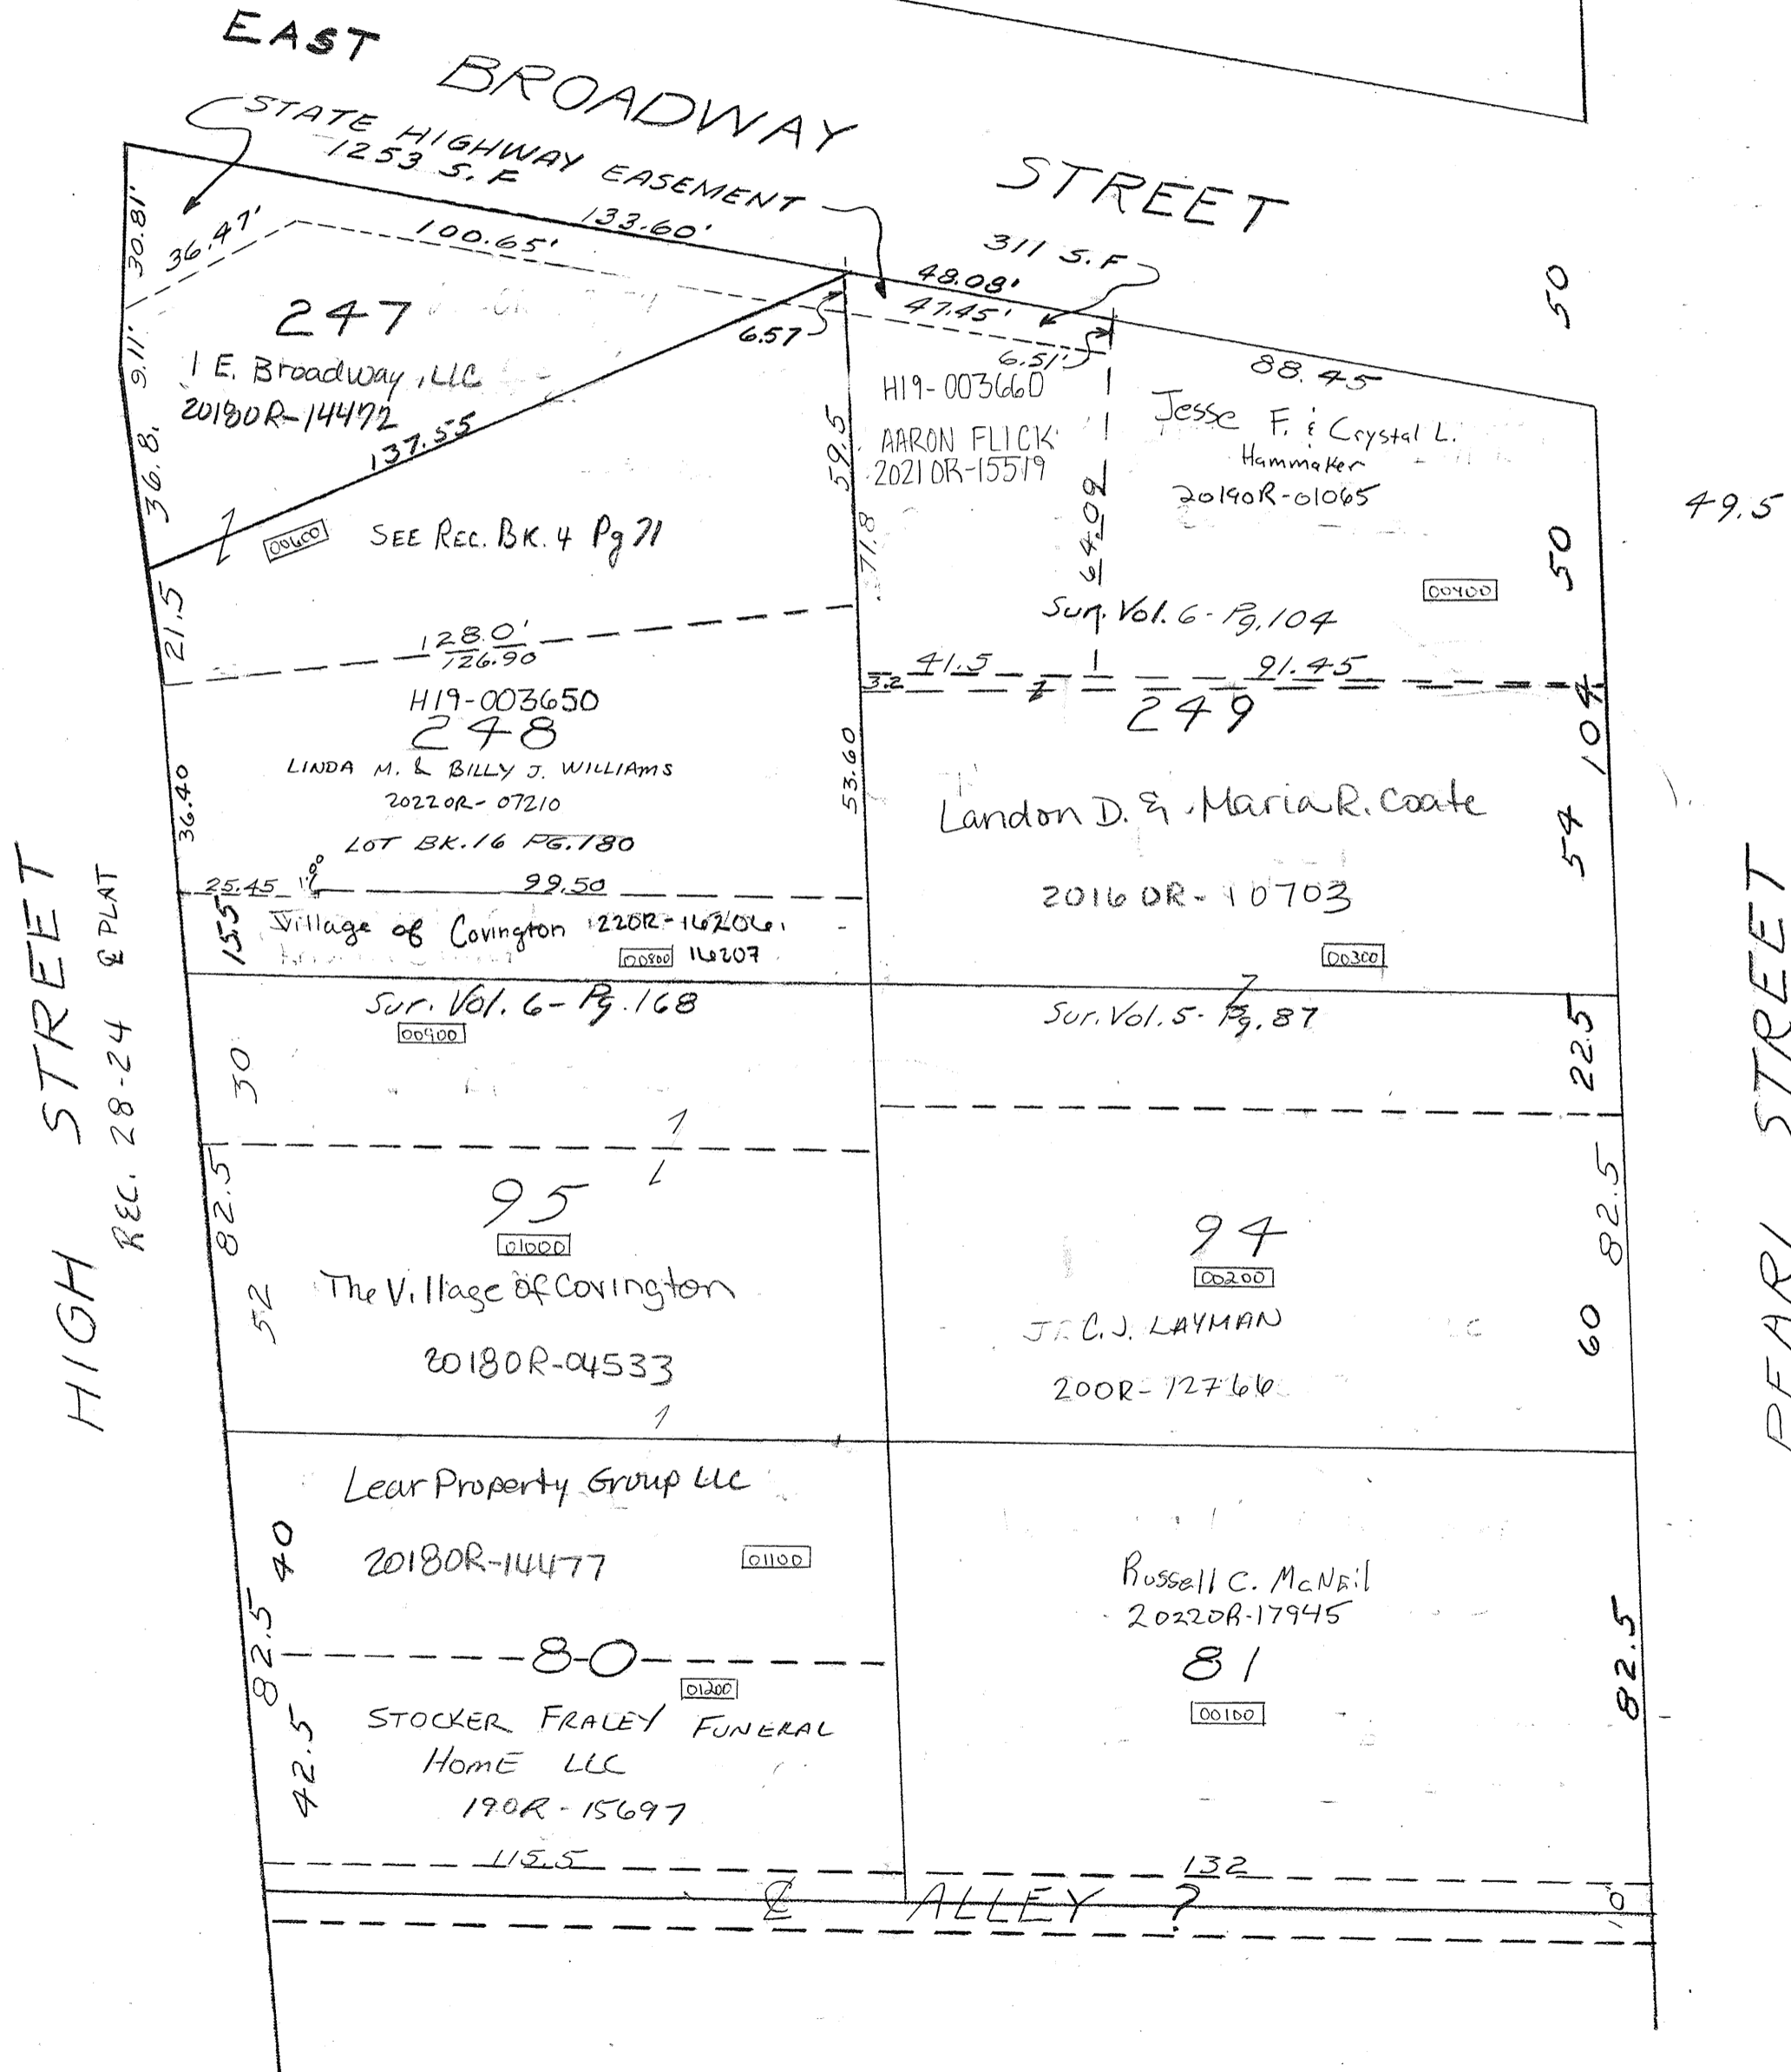 EAST BROADWAY STREET
STATE HIGHWAY EASEMENT
1253 S.F
311 S.F
133.60'
100.65'
36.47'
30.81'
9.11'
36.8
48.08'
47.45'
6.57
6.51'
88.45
50
49.5
247
1 E. Broadway, LLC
20180R-14472
137.55
59.5
71.8
H19-003660
AARON FLICK
20210R-15519
64.09
Jesse F. & Crystal L.
Hammaker
20190R-01065
50
00600
SEE REC. BK. 4 Pg 71
00400
Sur. Vol. 6 - Pg. 104
21.5
128.0'
126.90
41.5
91.45
3.2
104
H19-003650
248
249
LINDA M. & BILLY J. WILLIAMS
20220R-07210
LOT BK. 16 PG. 180
36.40
53.60
54
Landon D. & Maria R. Coate
20160R-10703
00300
25.45
1.00
99.50
15.5
Village of Covington 220R-16206,
00800 16207
Sur. Vol. 6 - Pg. 168
00900
Sur. Vol. 5 - Pg. 87
30
22.5
HIGH STREET
REC. 28-24 & PLAT
PEARL STREET
82.5
82.5
95
01000
The Village of Covington
20180R-04533
52
94
00200
C.J. LAYMAN
200R-12766
60
Lear Property Group LLC
20180R-14477
01100
40
82.5
80
01200
STOCKER FRALEY FUNERAL
HOME LLC
190R-15697
42.5
Russell C. McNeil
20220R-17945
81
00100
82.5
115.5
132
℄ ALLEY ?
10'